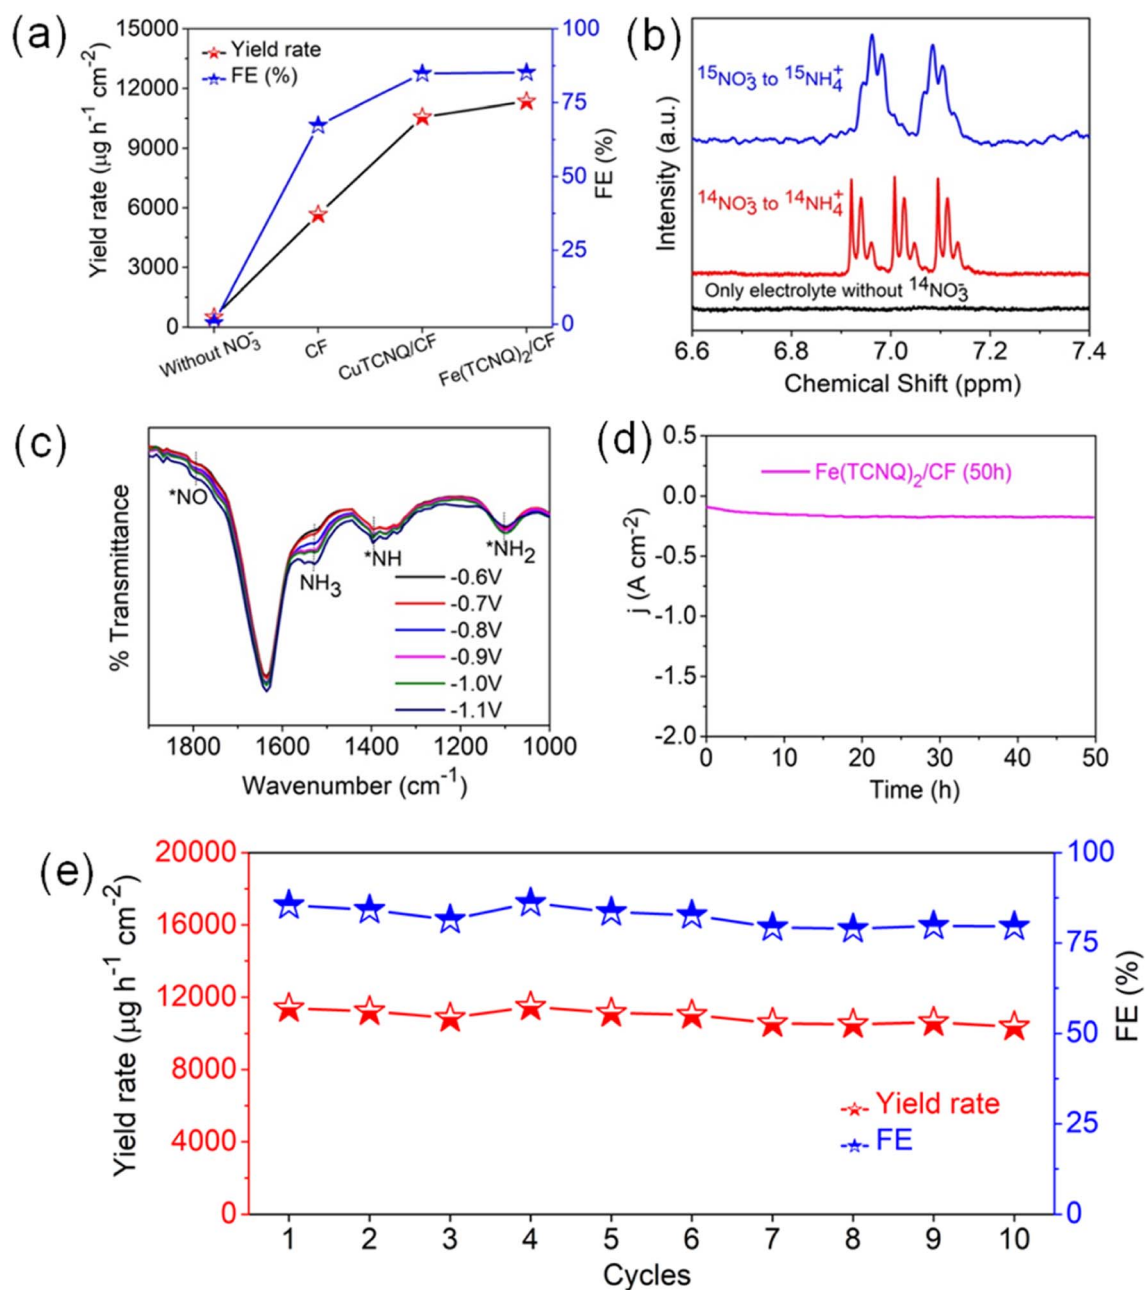 (a)
15000
12000
9000
6000
3000
0
Yield rate (μg h⁻¹ cm⁻²)
Yield rate
FE (%)
100
75
50
25
0
FE (%)
Without NO₃⁻
CF
CuTCNQ/CF
Fe(TCNQ)₂/CF
(b)
Intensity (a.u.)
¹⁵NO₃⁻ to ¹⁵NH₄⁺
¹⁴NO₃⁻ to ¹⁴NH₄⁺
Only electrolyte without ¹⁴NO₃⁻
6.6 6.8 7.0 7.2 7.4
Chemical Shift (ppm)
(c)
% Transmittance
*NO
NH₃
*NH
*NH₂
-0.6V
-0.7V
-0.8V
-0.9V
-1.0V
-1.1V
1800 1600 1400 1200 1000
Wavenumber (cm⁻¹)
(d)
0.5
0.0
-0.5
-1.0
-1.5
-2.0
j (A cm⁻²)
Fe(TCNQ)₂/CF (50h)
0 10 20 30 40 50
Time (h)
(e)
20000
16000
12000
8000
4000
0
Yield rate (μg h⁻¹ cm⁻²)
Yield rate
FE
100
75
50
25
0
FE (%)
1 2 3 4 5 6 7 8 9 10
Cycles